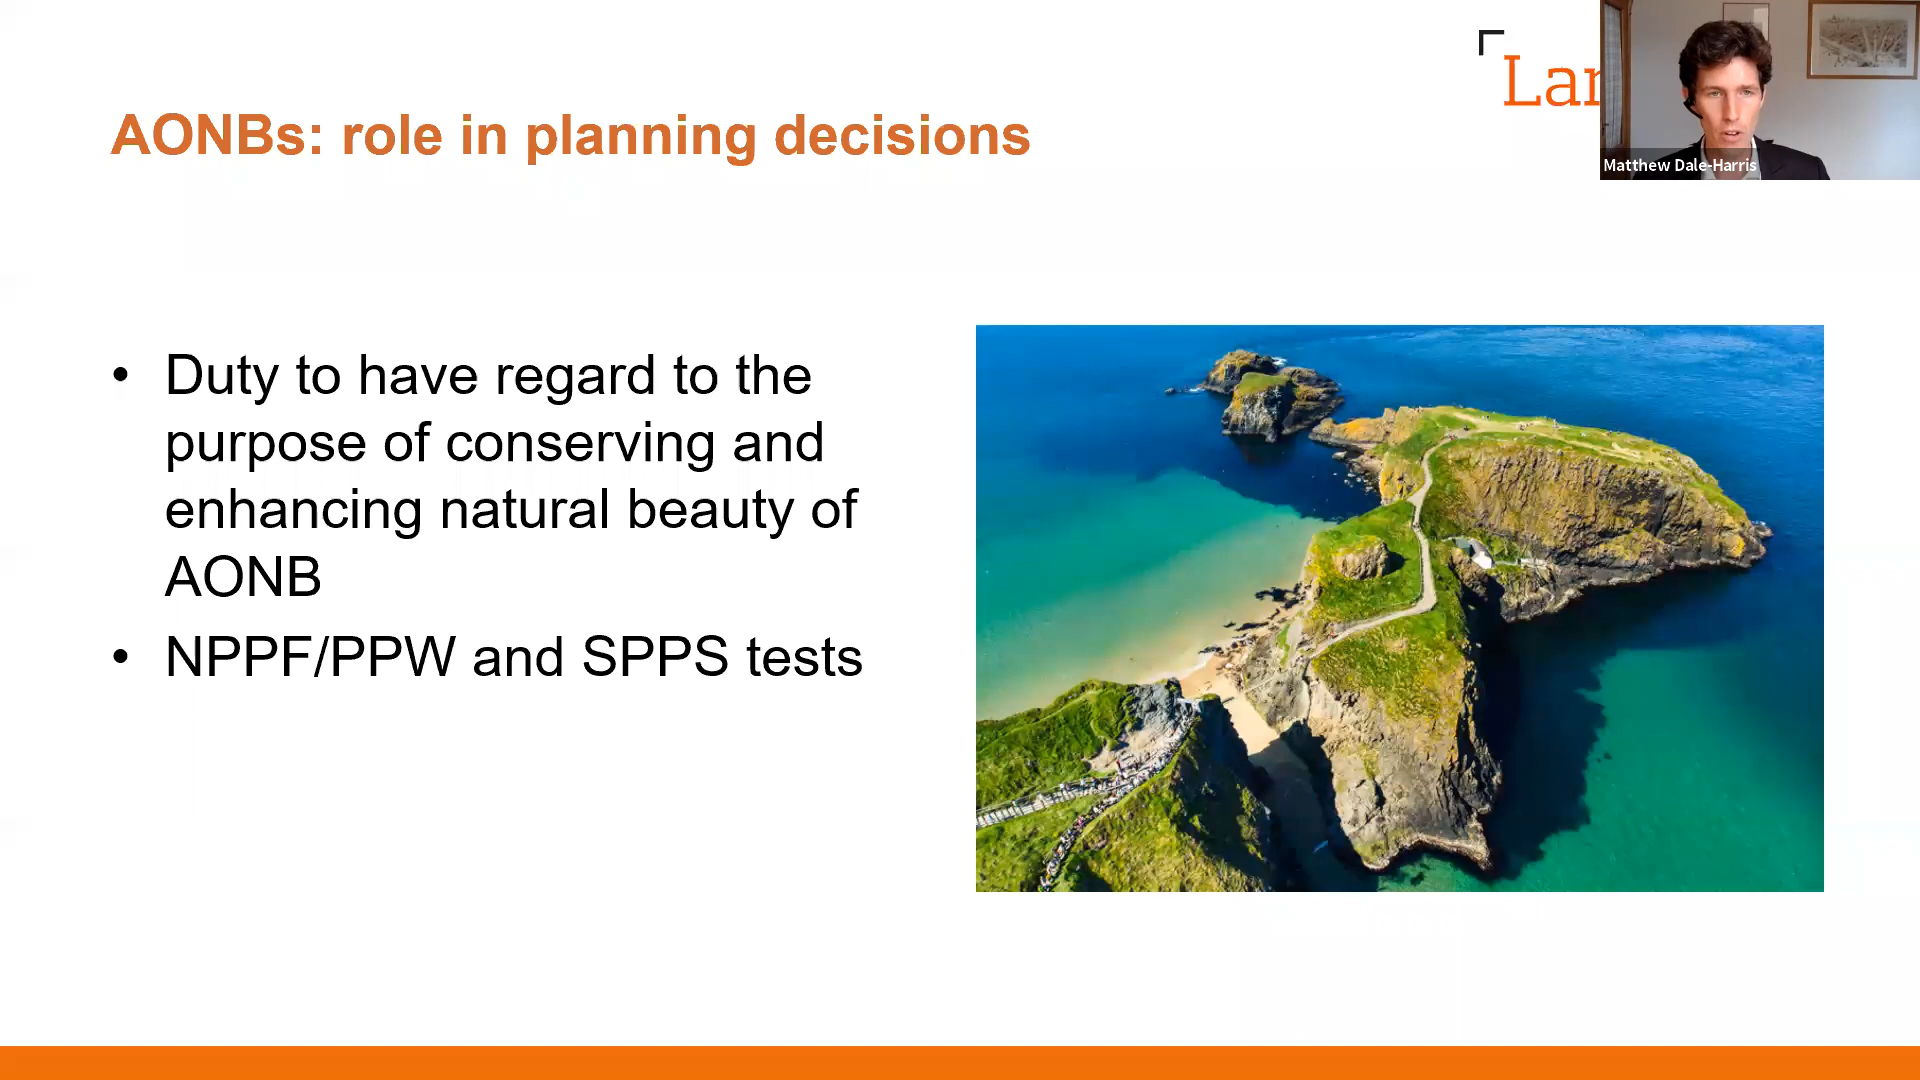 AONBs: role in planning decisions
Matthew Dale-Harris
• Duty to have regard to the
purpose of conserving and
enhancing natural beauty of
AONB
• NPPF/PPW and SPPS tests